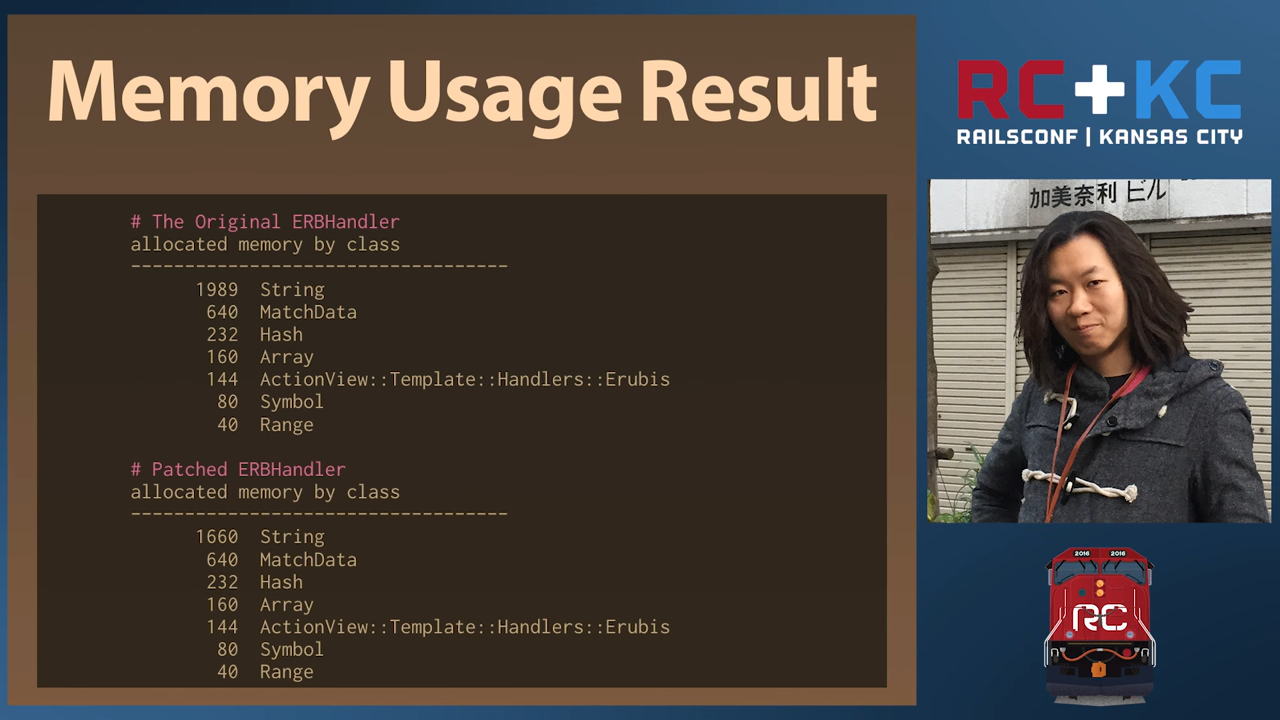 Memory Usage Result
# The Original ERBHandler
allocated memory by class
-----------------------------------
1989 String
640 MatchData
232 Hash
160 Array
144 ActionView::Template::Handlers::Erubis
80 Symbol
40 Range
# Patched ERBHandler
allocated memory by class
-----------------------------------
1660 String
640 MatchData
232 Hash
160 Array
144 ActionView::Template::Handlers::Erubis
80 Symbol
40 Range
RC+KC
RAILSCONF | KANSAS CITY
加美奈利 ビル
2016 2016
RC